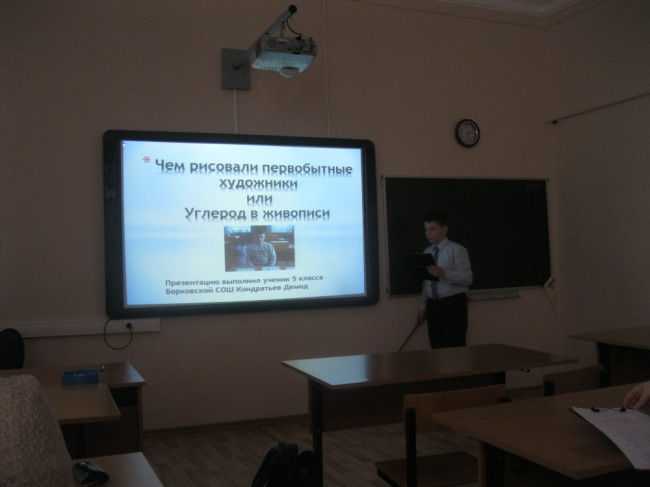 * Чем рисовали первобытные
художники
или
Углерод в живописи
Презентацию выполнил ученик 5 класса
Борковской СОШ Кондратьев Демид